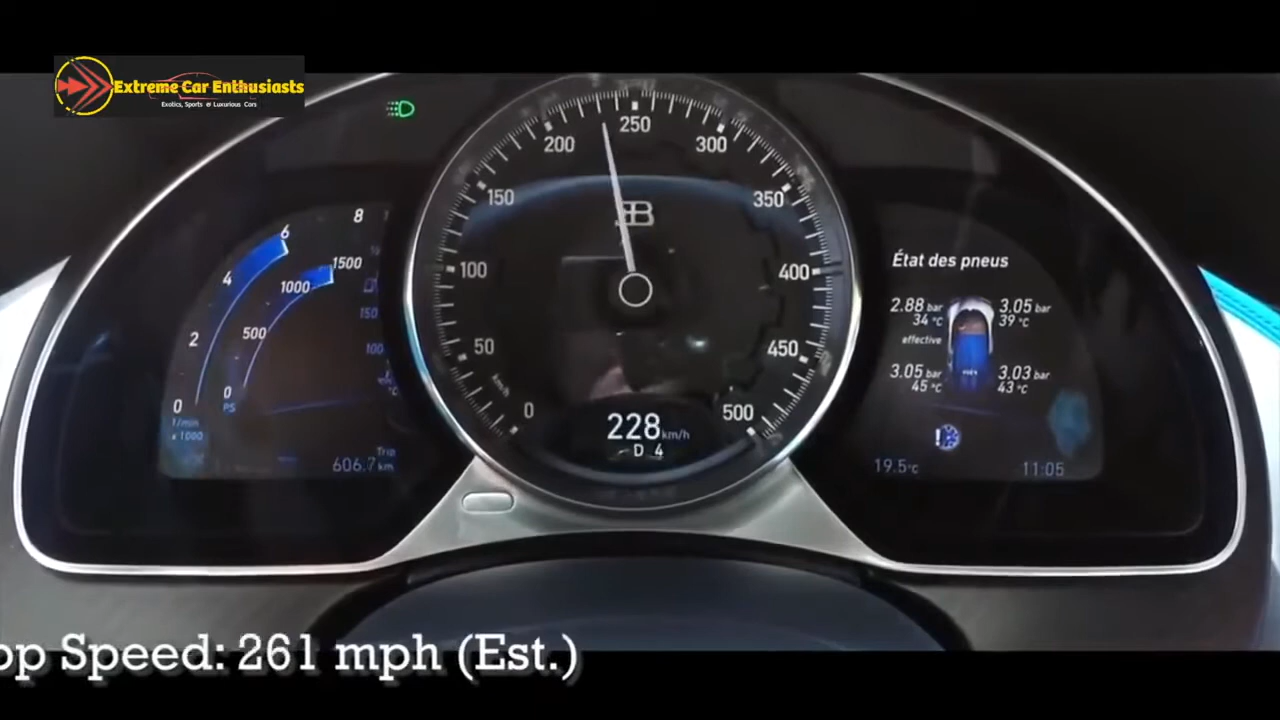 Extreme Car Enthusiasts
Exotics, Sports & Luxurious Cars
8
6
4
2
0
1/min
x 1000
1500
1000
500
0
PS
150
100
°C
Trip
606.7 km
0
50
100
150
200
250
300
350
400
450
500
km/h
228 km/h
D 4
État des pneus
2.88 bar
34 °C
3.05 bar
39 °C
effective
3.05 bar
45 °C
3.03 bar
43 °C
19.5°C
11:05
op Speed: 261 mph (Est.)